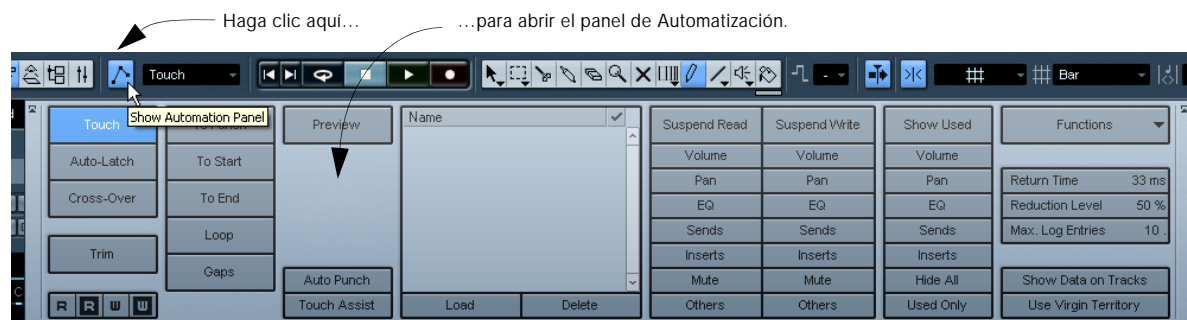 Haga clic aquí…
…para abrir el panel de Automatización.
Touch
Bar
Show Automation Panel
Touch
Auto-Latch
Cross-Over
Trim
R R W W
To Start
To End
Loop
Gaps
Preview
Auto Punch
Touch Assist
Name
Load Delete
Suspend Read
Volume
Pan
EQ
Sends
Inserts
Mute
Others
Suspend Write
Volume
Pan
EQ
Sends
Inserts
Mute
Others
Show Used
Volume
Pan
EQ
Sends
Inserts
Hide All
Used Only
Functions
Return Time 33 ms
Reduction Level 50 %
Max. Log Entries 10 .
Show Data on Tracks
Use Virgin Territory